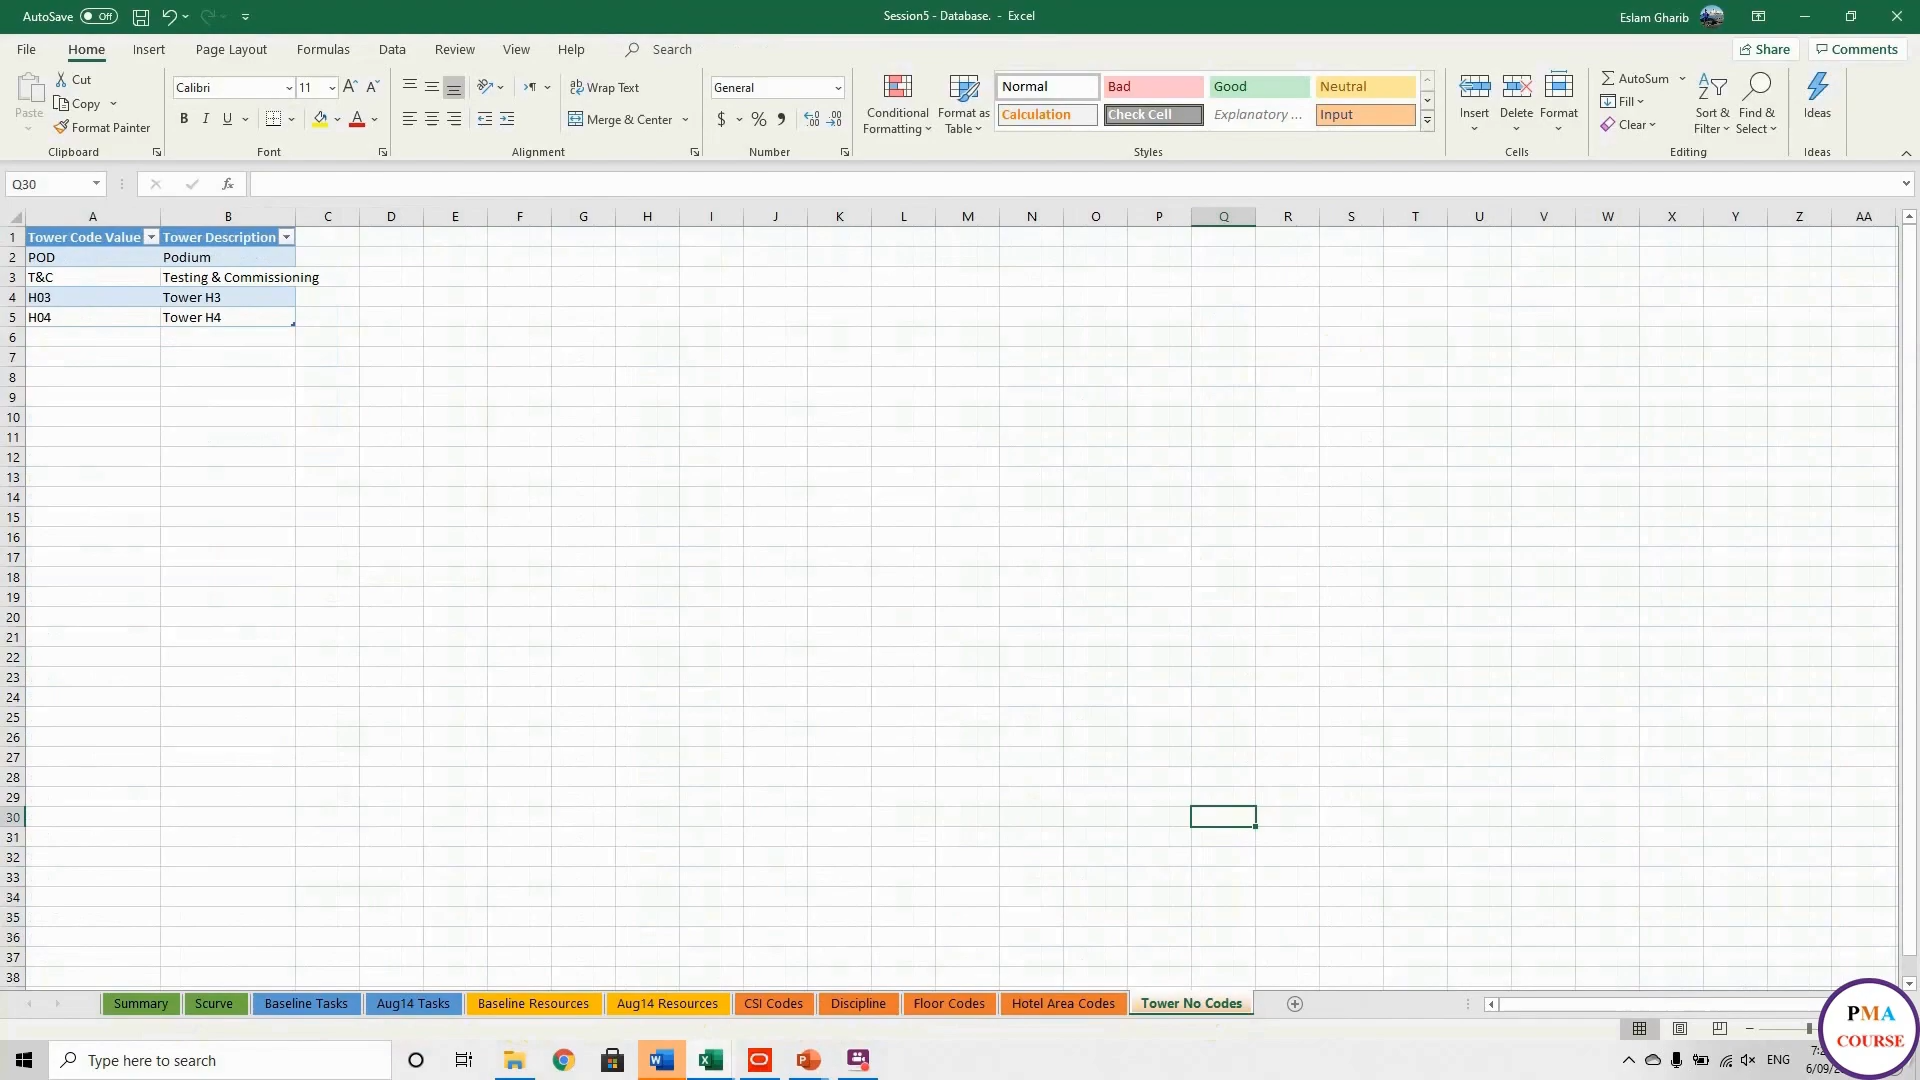 AutoSave Off
Session5 - Database. - Excel
Eslam Gharib
File Home Insert Page Layout Formulas Data Review View Help Search
Share Comments
Paste
Cut
Copy
Format Painter
Clipboard
Calibri 11
B I U
Font
Wrap Text
Merge & Center
Alignment
General
$ % 9
Number
Conditional Formatting
Format as Table
Normal Bad Good Neutral
Calculation Check Cell Explanatory ... Input
Styles
Insert Delete Format
Cells
AutoSum
Fill
Clear
Sort & Filter
Find & Select
Editing
Ideas
Ideas
Q30 fx
A B C D E F G H I J K L M N O P Q R S T U V W X Y Z AA
1 Tower Code Value Tower Description
2 POD Podium
3 T&C Testing & Commissioning
4 H03 Tower H3
5 H04 Tower H4
6
7
8
9
10
11
12
13
14
15
16
17
18
19
20
21
22
23
24
25
26
27
28
29
30
31
32
33
34
35
36
37
38
Summary Scurve Baseline Tasks Aug14 Tasks Baseline Resources Aug14 Resources CSI Codes Discipline Floor Codes Hotel Area Codes Tower No Codes
PMA
COURSE
Type here to search
ENG